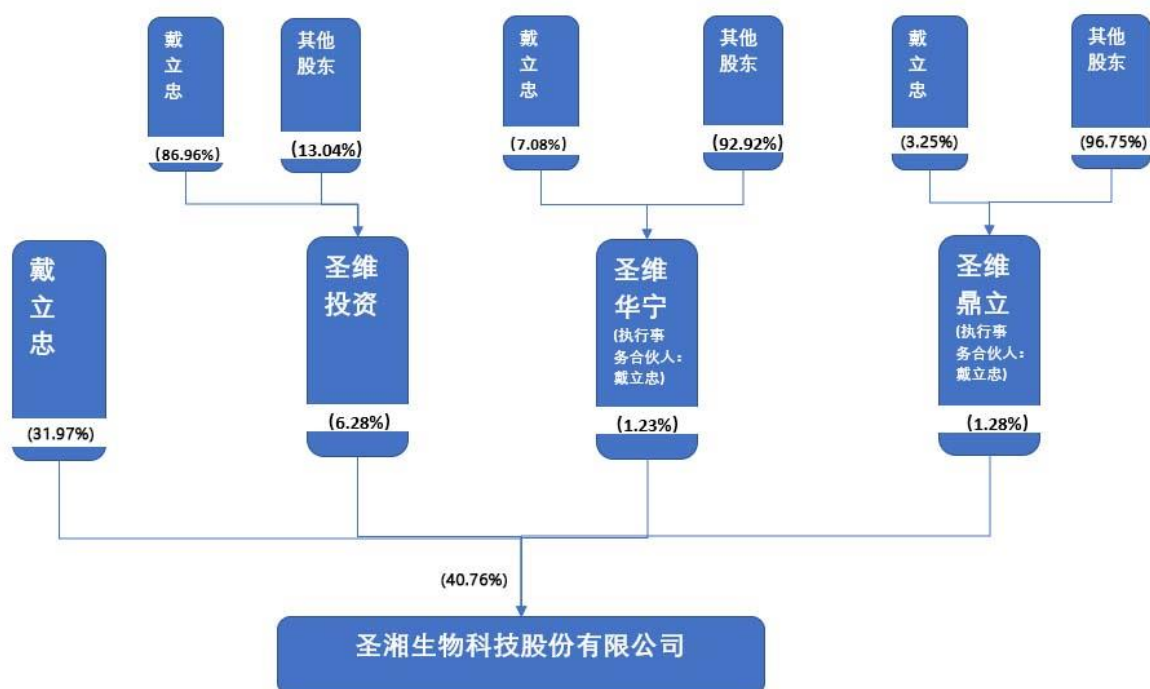 戴
立
忠
(86.96%)
其他
股东
(13.04%)
戴
立
忠
(7.08%)
其他
股东
(92.92%)
戴
立
忠
(3.25%)
其他
股东
(96.75%)
戴
立
忠
(31.97%)
圣维
投资
(6.28%)
圣维
华宁
(执行事
务合伙人:
戴立忠)
(1.23%)
圣维
鼎立
(执行事
务合伙人:
戴立忠)
(1.28%)
(40.76%)
圣湘生物科技股份有限公司